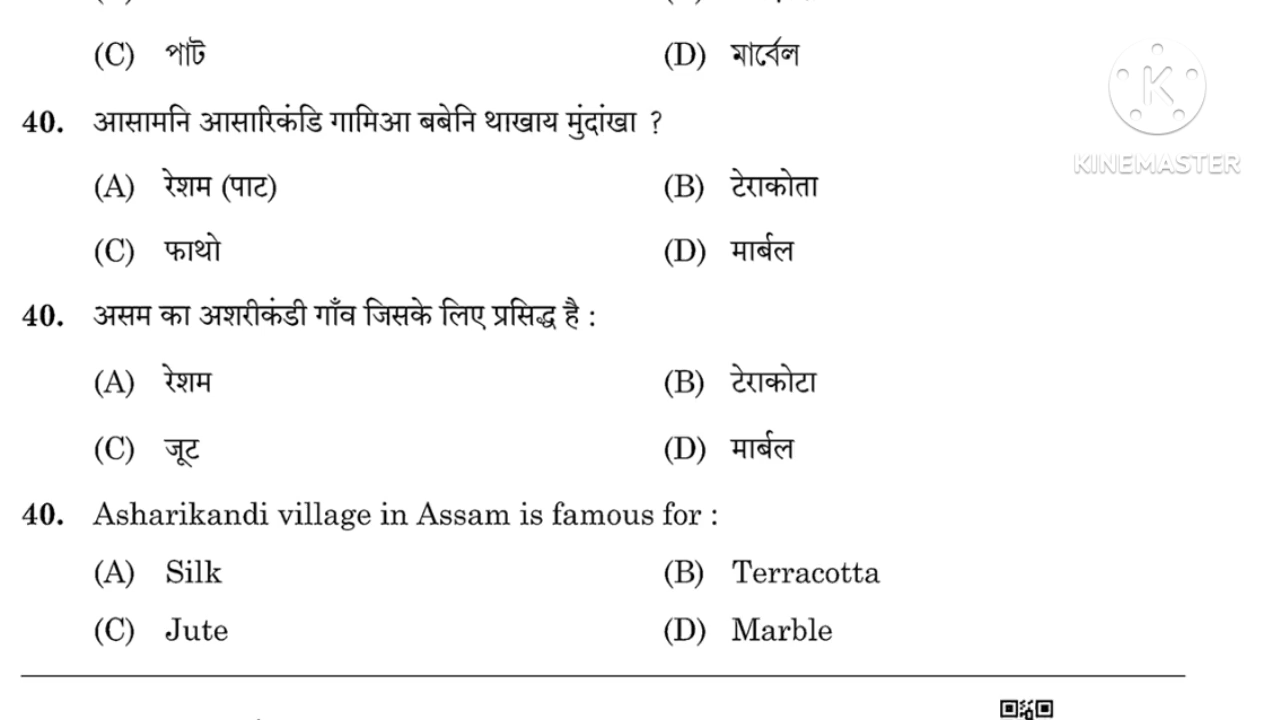 (C) পাট (D) মার্বেল
40. आसामनि आसारिकंडि गामिआ बबेनि थाखाय मुंदांखा ?
(A) रेशम (पाट) (B) टेराकोता
(C) फाथो (D) मार्बल
40. असम का अशरीकंडी गाँव जिसके लिए प्रसिद्ध है :
(A) रेशम (B) टेराकोटा
(C) जूट (D) मार्बल
40. Asharikandi village in Assam is famous for :
(A) Silk (B) Terracotta
(C) Jute (D) Marble
K
KINEMASTER